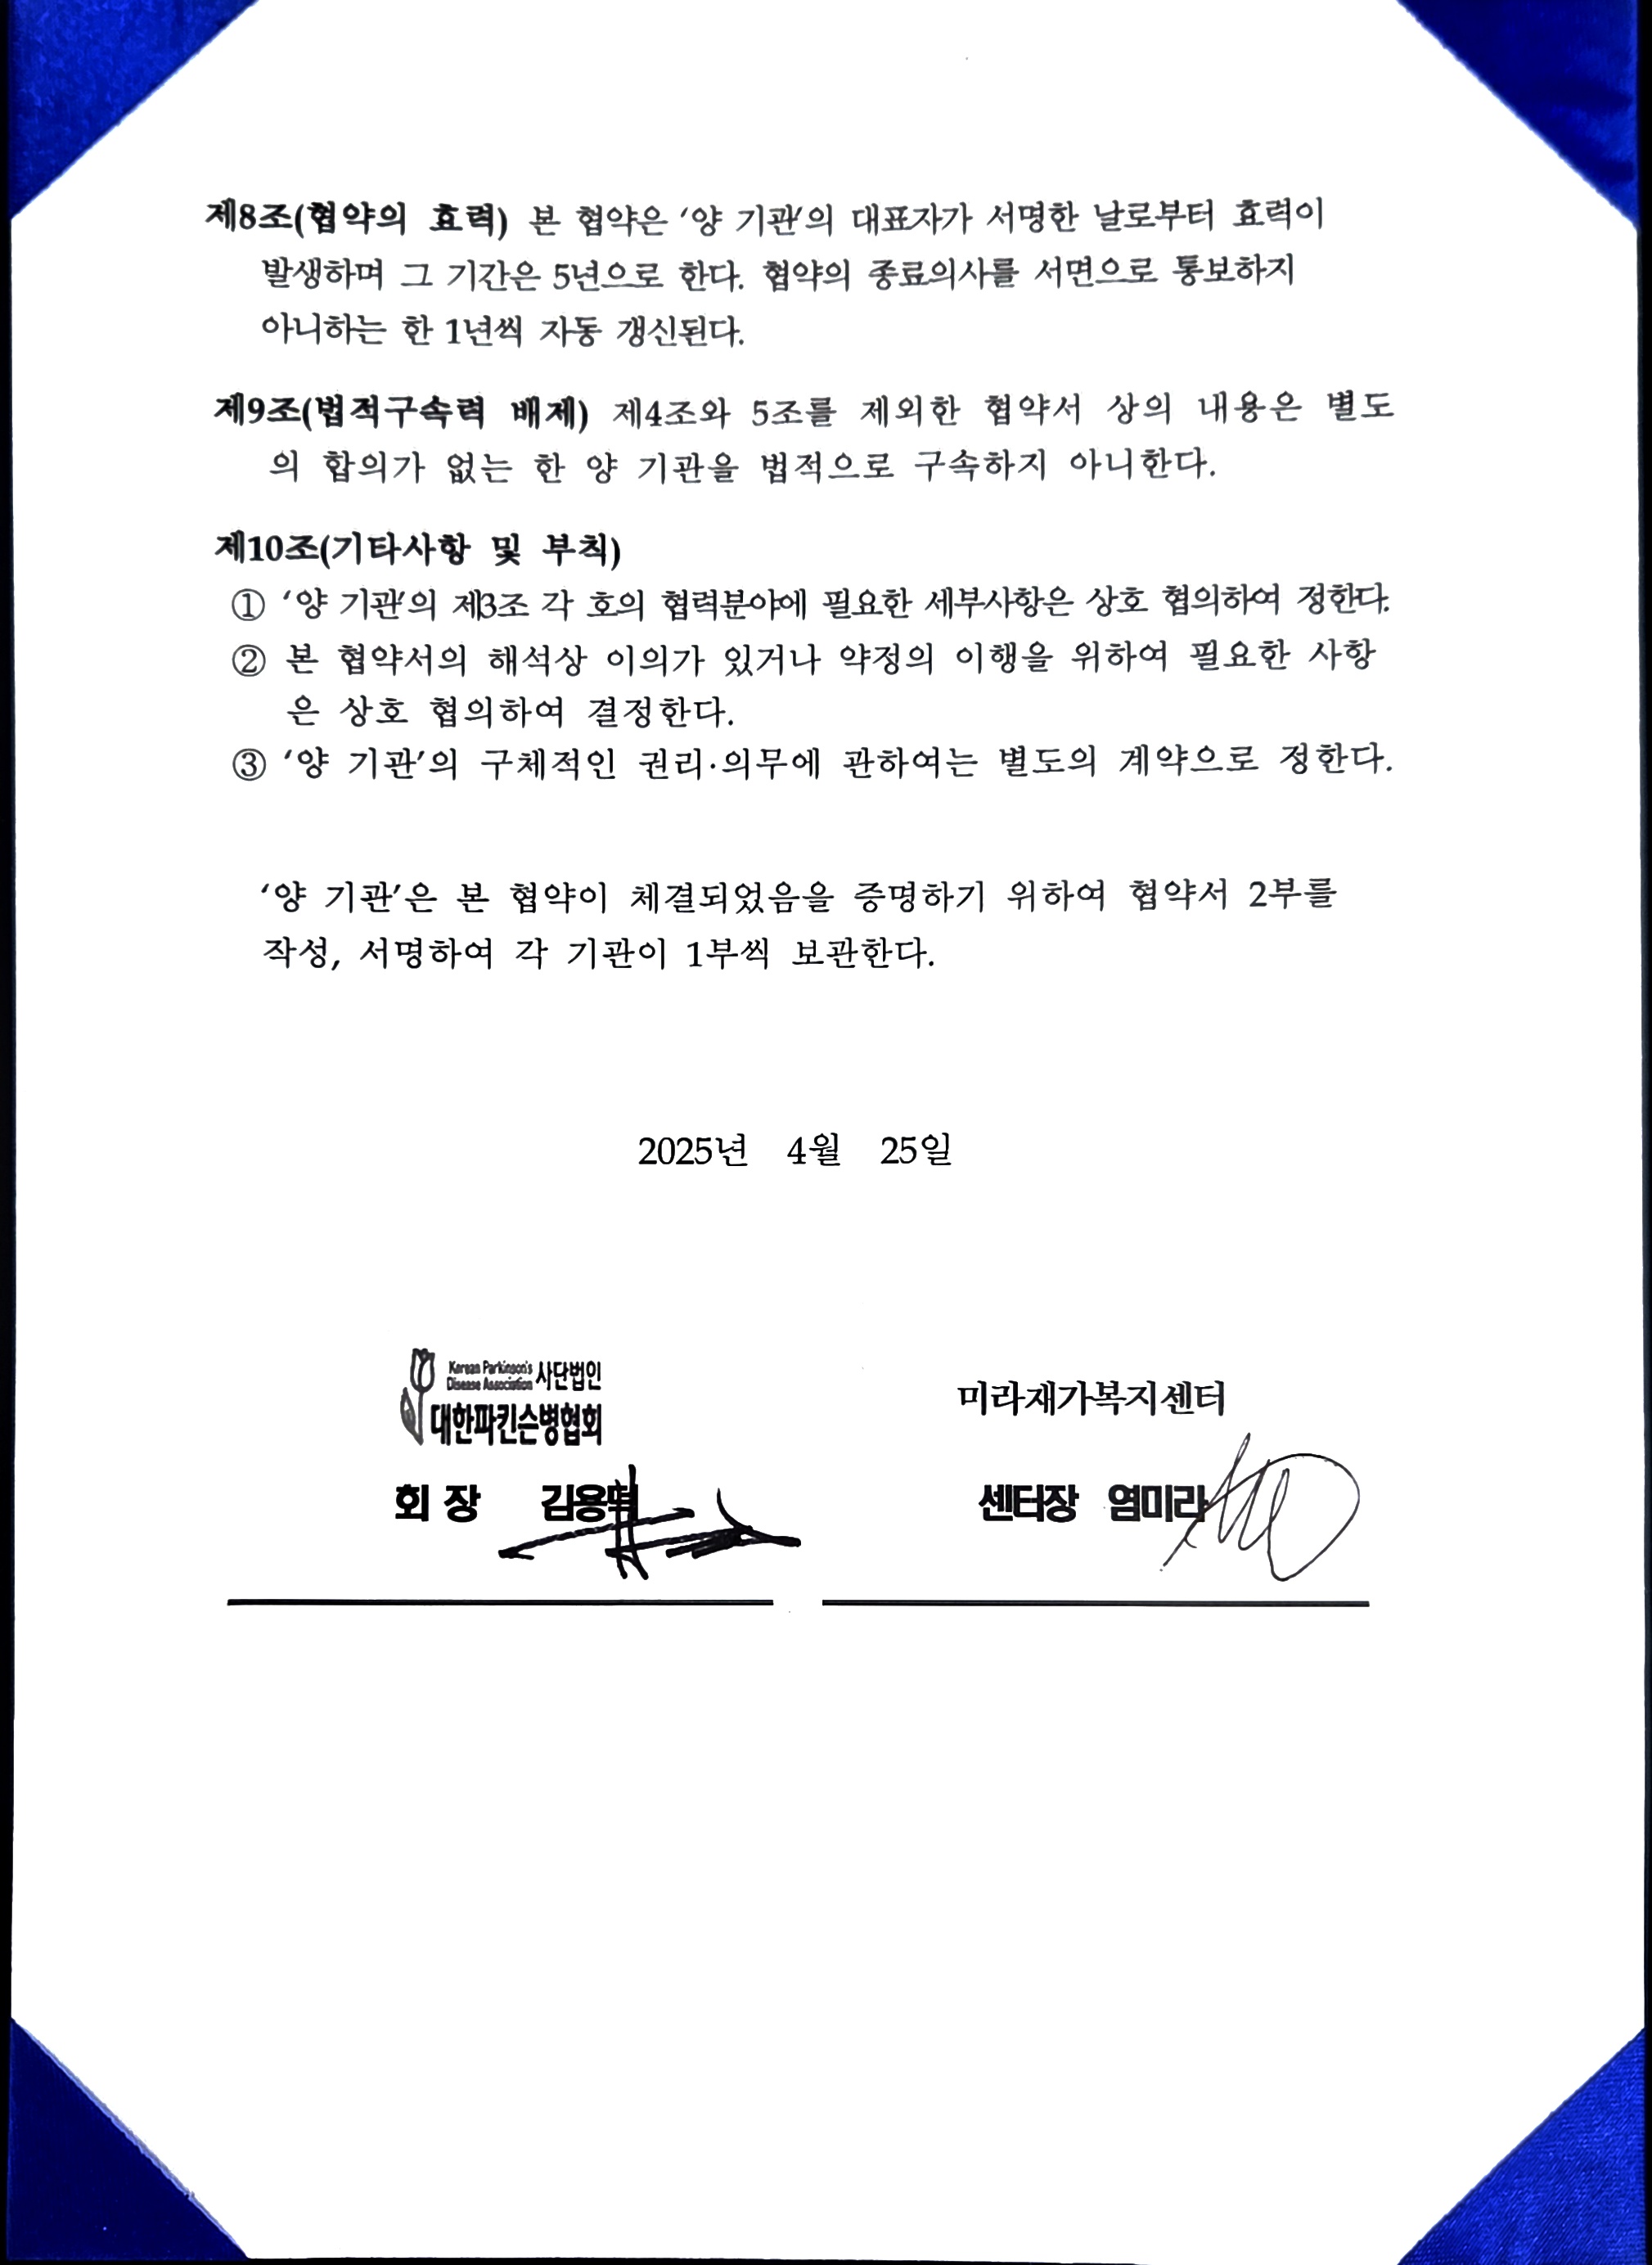 제8조(협약의 효력) 본 협약은 ‘양 기관’의 대표자가 서명한 날로부터 효력이
발생하며 그 기간은 5년으로 한다. 협약의 종료의사를 서면으로 통보하지
아니하는 한 1년씩 자동 갱신된다.
제9조(법적구속력 배제) 제4조와 5조를 제외한 협약서 상의 내용은 별도
의 합의가 없는 한 양 기관을 법적으로 구속하지 아니한다.
제10조(기타사항 및 부칙)
① ‘양 기관’의 제3조 각 호의 협력분야에 필요한 세부사항은 상호 협의하여 정한다.
② 본 협약서의 해석상 이의가 있거나 약정의 이행을 위하여 필요한 사항
은 상호 협의하여 결정한다.
③ ‘양 기관’의 구체적인 권리·의무에 관하여는 별도의 계약으로 정한다.
‘양 기관’은 본 협약이 체결되었음을 증명하기 위하여 협약서 2부를
작성, 서명하여 각 기관이 1부씩 보관한다.
2025년 4월 25일
Korean Parkinson's
Disease Association
사단법인
대한파킨슨병협회
회 장
미라재가복지센터
센터장 염미라